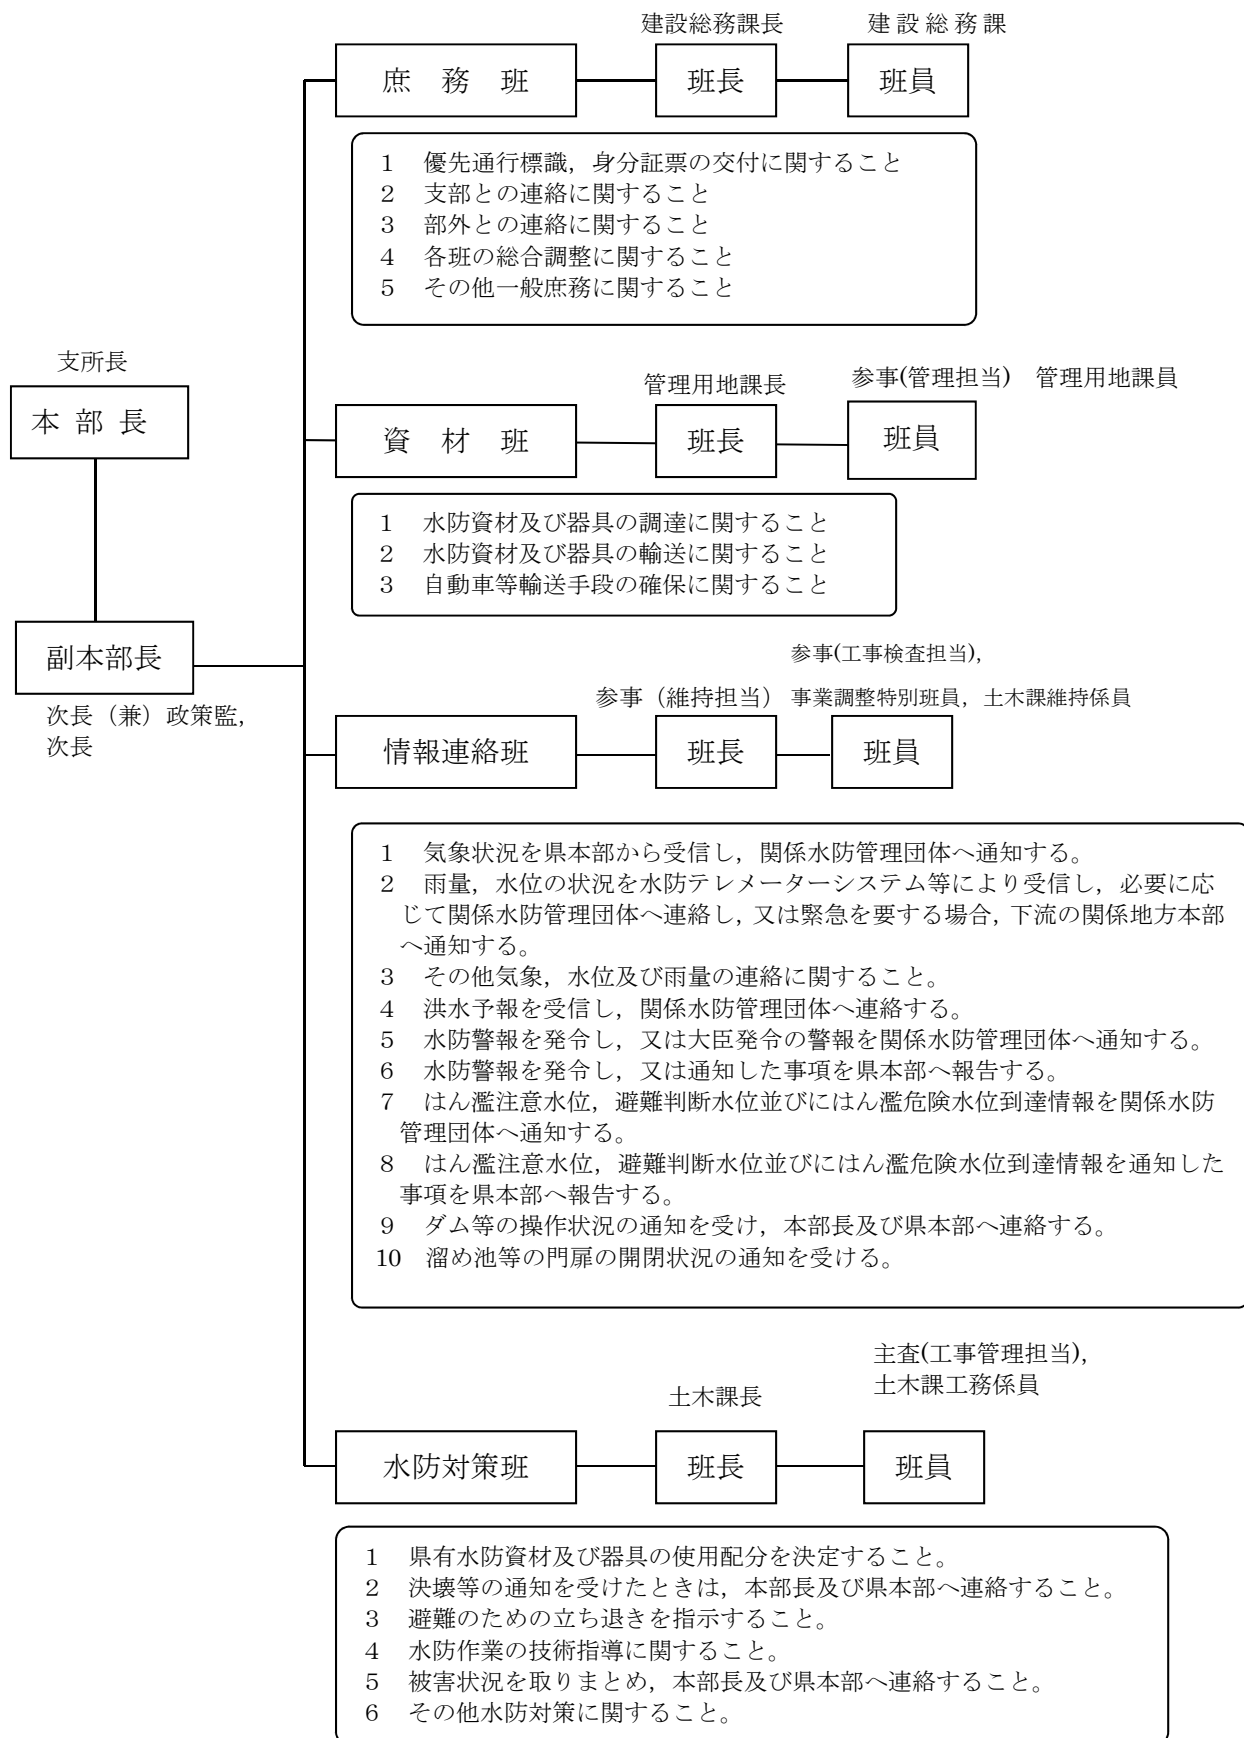 建設総務課長　建 設 総 務 課
庶　務　班　班長　班員
１　優先通行標識，身分証票の交付に関すること
２　支部との連絡に関すること
３　部外との連絡に関すること
４　各班の総合調整に関すること
５　その他一般庶務に関すること
支所長
本 部 長
管理用地課長　参事(管理担当)　管理用地課員
資　材　班　班長　班員
１　水防資材及び器具の調達に関すること
２　水防資材及び器具の輸送に関すること
３　自動車等輸送手段の確保に関すること
副本部長
次長（兼）政策監，
次長
参事(工事検査担当)，
参事（維持担当）　事業調整特別班員，土木課維持係員
情報連絡班　班長　班員
１　気象状況を県本部から受信し，関係水防管理団体へ通知する。
２　雨量，水位の状況を水防テレメーターシステム等により受信し，必要に応
じて関係水防管理団体へ連絡し，又は緊急を要する場合，下流の関係地方本部
へ通知する。
３　その他気象，水位及び雨量の連絡に関すること。
４　洪水予報を受信し，関係水防管理団体へ連絡する。
５　水防警報を発令し，又は大臣発令の警報を関係水防管理団体へ通知する。
６　水防警報を発令し，又は通知した事項を県本部へ報告する。
７　はん濫注意水位，避難判断水位並びにはん濫危険水位到達情報を関係水防
管理団体へ通知する。
８　はん濫注意水位，避難判断水位並びにはん濫危険水位到達情報を通知した
事項を県本部へ報告する。
９　ダム等の操作状況の通知を受け，本部長及び県本部へ連絡する。
10　溜め池等の門扉の開閉状況の通知を受ける。
主査(工事管理担当)，
土木課工務係員
土木課長
水防対策班　班長　班員
１　県有水防資材及び器具の使用配分を決定すること。
２　決壊等の通知を受けたときは，本部長及び県本部へ連絡すること。
３　避難のための立ち退きを指示すること。
４　水防作業の技術指導に関すること。
５　被害状況を取りまとめ，本部長及び県本部へ連絡すること。
６　その他水防対策に関すること。